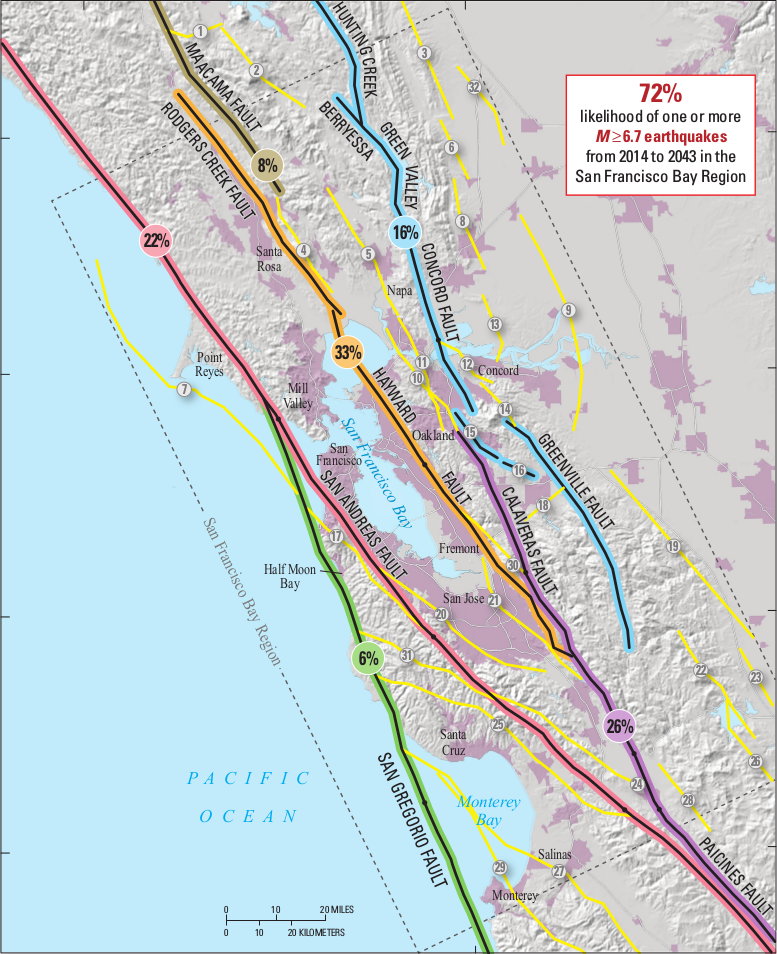 HUNTING CREEK
1
MAACAMA FAULT
2
3
32
72%
likelihood of one or more
M ≥6.7 earthquakes
from 2014 to 2043 in the
San Francisco Bay Region
BERRYESSA
GREEN VALLEY
RODGERS CREEK FAULT
6
8%
8
22%
16%
4
5
Santa
Rosa
CONCORD FAULT
Napa
9
13
33%
Point
Reyes
11
12
10
Concord
7
Mill
Valley
HAYWARD
FAULT
14
San Francisco Bay
Oakland
15
San
Francisco
16
GREENVILLE FAULT
SAN ANDREAS FAULT
CALAVERAS FAULT
18
San Francisco Bay Region
17
19
Fremont
30
Half Moon
Bay
San Jose
21
20
6%
31
22
23
25
26%
Santa
Cruz
26
PACIFIC
OCEAN
SAN GREGORIO FAULT
24
28
Monterey
Bay
PAICINES FAULT
Salinas
29
27
Monterey
0 10 20 MILES
0 10 20 KILOMETERS